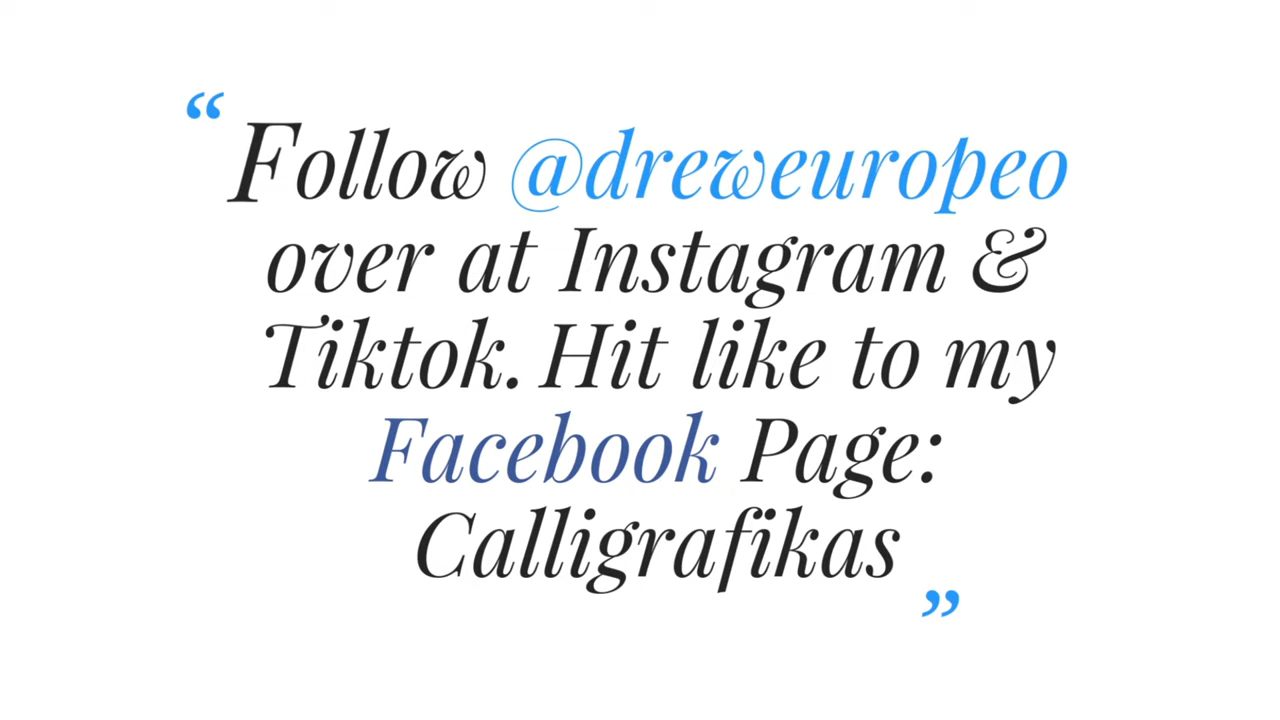 “Follow @dreweuropeo
over at Instagram &
Tiktok. Hit like to my
Facebook Page:
Calligrafikas”